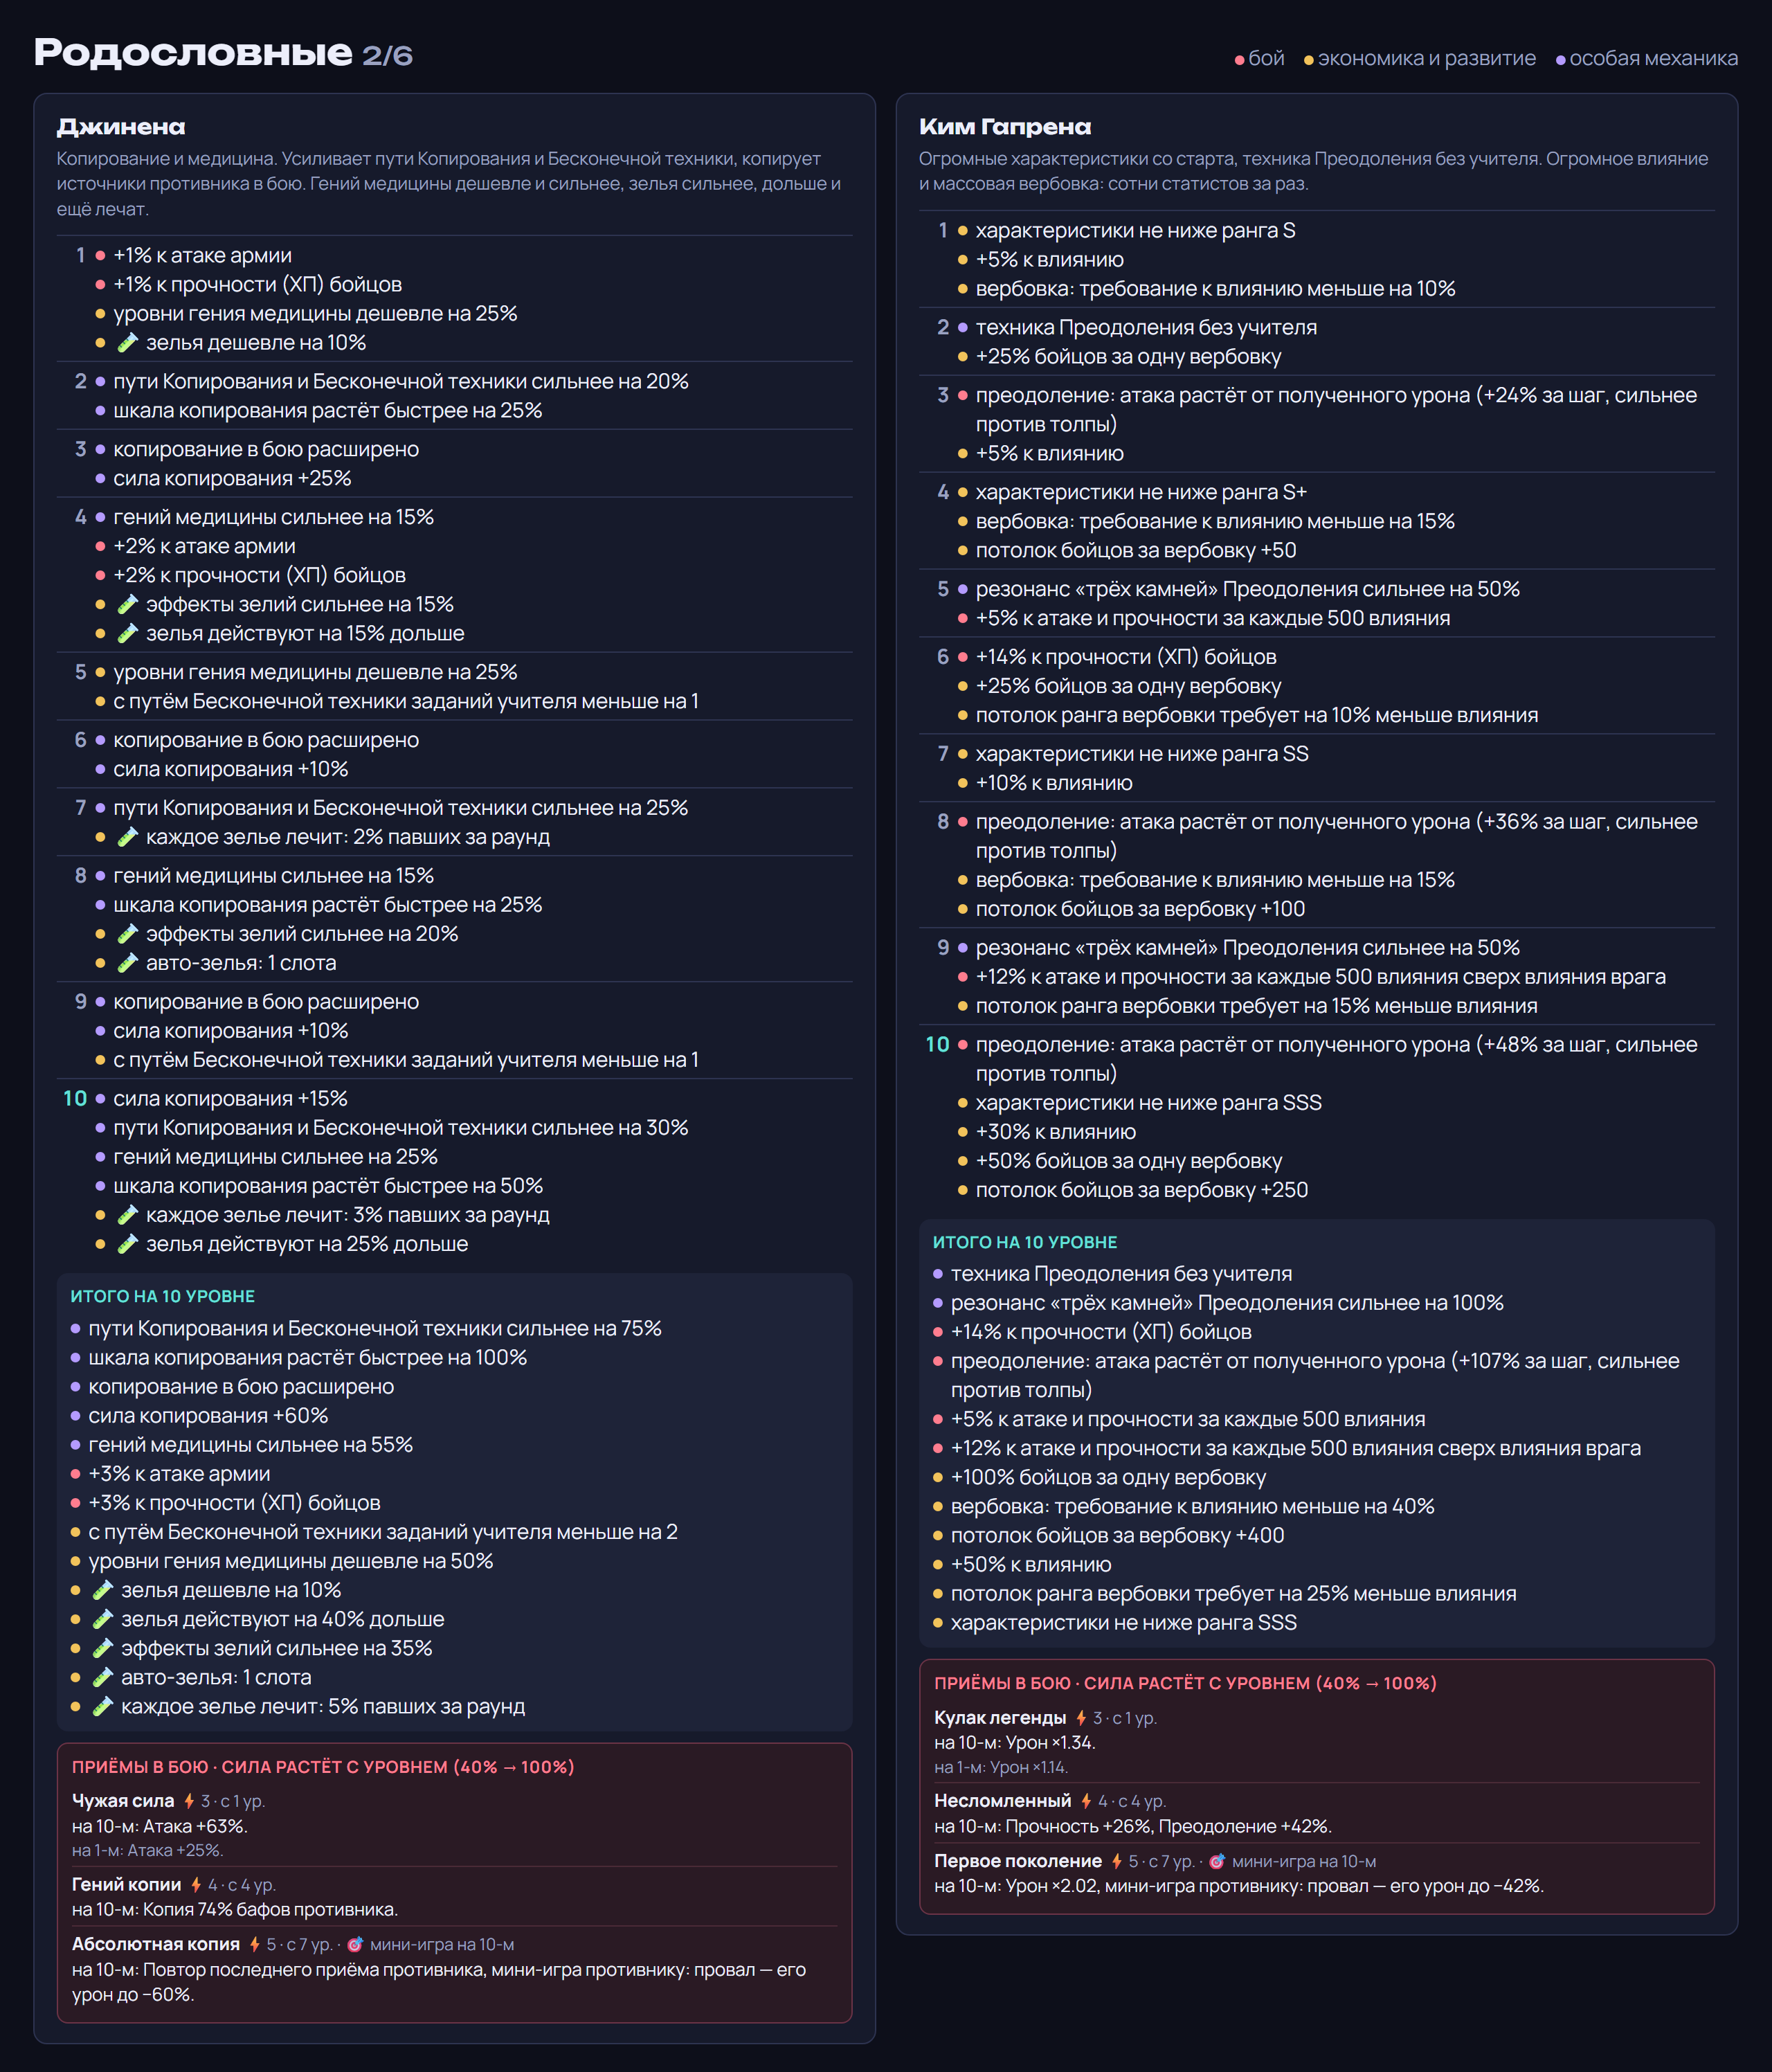 Родословные 2/6
бой экономика и развитие особая механика
Джинена
Копирование и медицина. Усиливает пути Копирования и Бесконечной техники, копирует
источники противника в бою. Гений медицины дешевле и сильнее, зелья сильнее, дольше и
ещё лечат.
1 +1% к атаке армии
+1% к прочности (ХП) бойцов
уровни гения медицины дешевле на 25%
зелья дешевле на 10%
2 пути Копирования и Бесконечной техники сильнее на 20%
шкала копирования растёт быстрее на 25%
3 копирование в бою расширено
сила копирования +25%
4 гений медицины сильнее на 15%
+2% к атаке армии
+2% к прочности (ХП) бойцов
эффекты зелий сильнее на 15%
зелья действуют на 15% дольше
5 уровни гения медицины дешевле на 25%
с путём Бесконечной техники заданий учителя меньше на 1
6 копирование в бою расширено
сила копирования +10%
7 пути Копирования и Бесконечной техники сильнее на 25%
каждое зелье лечит: 2% павших за раунд
8 гений медицины сильнее на 15%
шкала копирования растёт быстрее на 25%
эффекты зелий сильнее на 20%
авто-зелья: 1 слота
9 копирование в бою расширено
сила копирования +10%
с путём Бесконечной техники заданий учителя меньше на 1
10 сила копирования +15%
пути Копирования и Бесконечной техники сильнее на 30%
гений медицины сильнее на 25%
шкала копирования растёт быстрее на 50%
каждое зелье лечит: 3% павших за раунд
зелья действуют на 25% дольше
ИТОГО НА 10 УРОВНЕ
пути Копирования и Бесконечной техники сильнее на 75%
шкала копирования растёт быстрее на 100%
копирование в бою расширено
сила копирования +60%
гений медицины сильнее на 55%
+3% к атаке армии
+3% к прочности (ХП) бойцов
с путём Бесконечной техники заданий учителя меньше на 2
уровни гения медицины дешевле на 50%
зелья дешевле на 10%
зелья действуют на 40% дольше
эффекты зелий сильнее на 35%
авто-зелья: 1 слота
каждое зелье лечит: 5% павших за раунд
ПРИЁМЫ В БОЮ · СИЛА РАСТЁТ С УРОВНЕМ (40% → 100%)
Чужая сила 3 · с 1 ур.
на 10-м: Атака +63%.
на 1-м: Атака +25%.
Гений копии 4 · с 4 ур.
на 10-м: Копия 74% бафов противника.
Абсолютная копия 5 · с 7 ур. · мини-игра на 10-м
на 10-м: Повтор последнего приёма противника, мини-игра противнику: провал — его
урон до −60%.
Ким Гапрена
Огромные характеристики со старта, техника Преодоления без учителя. Огромное влияние
и массовая вербовка: сотни статистов за раз.
1 характеристики не ниже ранга S
+5% к влиянию
вербовка: требование к влиянию меньше на 10%
2 техника Преодоления без учителя
+25% бойцов за одну вербовку
3 преодоление: атака растёт от полученного урона (+24% за шаг, сильнее
против толпы)
+5% к влиянию
4 характеристики не ниже ранга S+
вербовка: требование к влиянию меньше на 15%
потолок бойцов за вербовку +50
5 резонанс «трёх камней» Преодоления сильнее на 50%
+5% к атаке и прочности за каждые 500 влияния
6 +14% к прочности (ХП) бойцов
+25% бойцов за одну вербовку
потолок ранга вербовки требует на 10% меньше влияния
7 характеристики не ниже ранга SS
+10% к влиянию
8 преодоление: атака растёт от полученного урона (+36% за шаг, сильнее
против толпы)
вербовка: требование к влиянию меньше на 15%
потолок бойцов за вербовку +100
9 резонанс «трёх камней» Преодоления сильнее на 50%
+12% к атаке и прочности за каждые 500 влияния сверх влияния врага
потолок ранга вербовки требует на 15% меньше влияния
10 преодоление: атака растёт от полученного урона (+48% за шаг, сильнее
против толпы)
характеристики не ниже ранга SSS
+30% к влиянию
+50% бойцов за одну вербовку
потолок бойцов за вербовку +250
ИТОГО НА 10 УРОВНЕ
техника Преодоления без учителя
резонанс «трёх камней» Преодоления сильнее на 100%
+14% к прочности (ХП) бойцов
преодоление: атака растёт от полученного урона (+107% за шаг, сильнее
против толпы)
+5% к атаке и прочности за каждые 500 влияния
+12% к атаке и прочности за каждые 500 влияния сверх влияния врага
+100% бойцов за одну вербовку
вербовка: требование к влиянию меньше на 40%
потолок бойцов за вербовку +400
+50% к влиянию
потолок ранга вербовки требует на 25% меньше влияния
характеристики не ниже ранга SSS
ПРИЁМЫ В БОЮ · СИЛА РАСТЁТ С УРОВНЕМ (40% → 100%)
Кулак легенды 3 · с 1 ур.
на 10-м: Урон ×1.34.
на 1-м: Урон ×1.14.
Несломленный 4 · с 4 ур.
на 10-м: Прочность +26%, Преодоление +42%.
Первое поколение 5 · с 7 ур. · мини-игра на 10-м
на 10-м: Урон ×2.02, мини-игра противнику: провал — его урон до −42%.